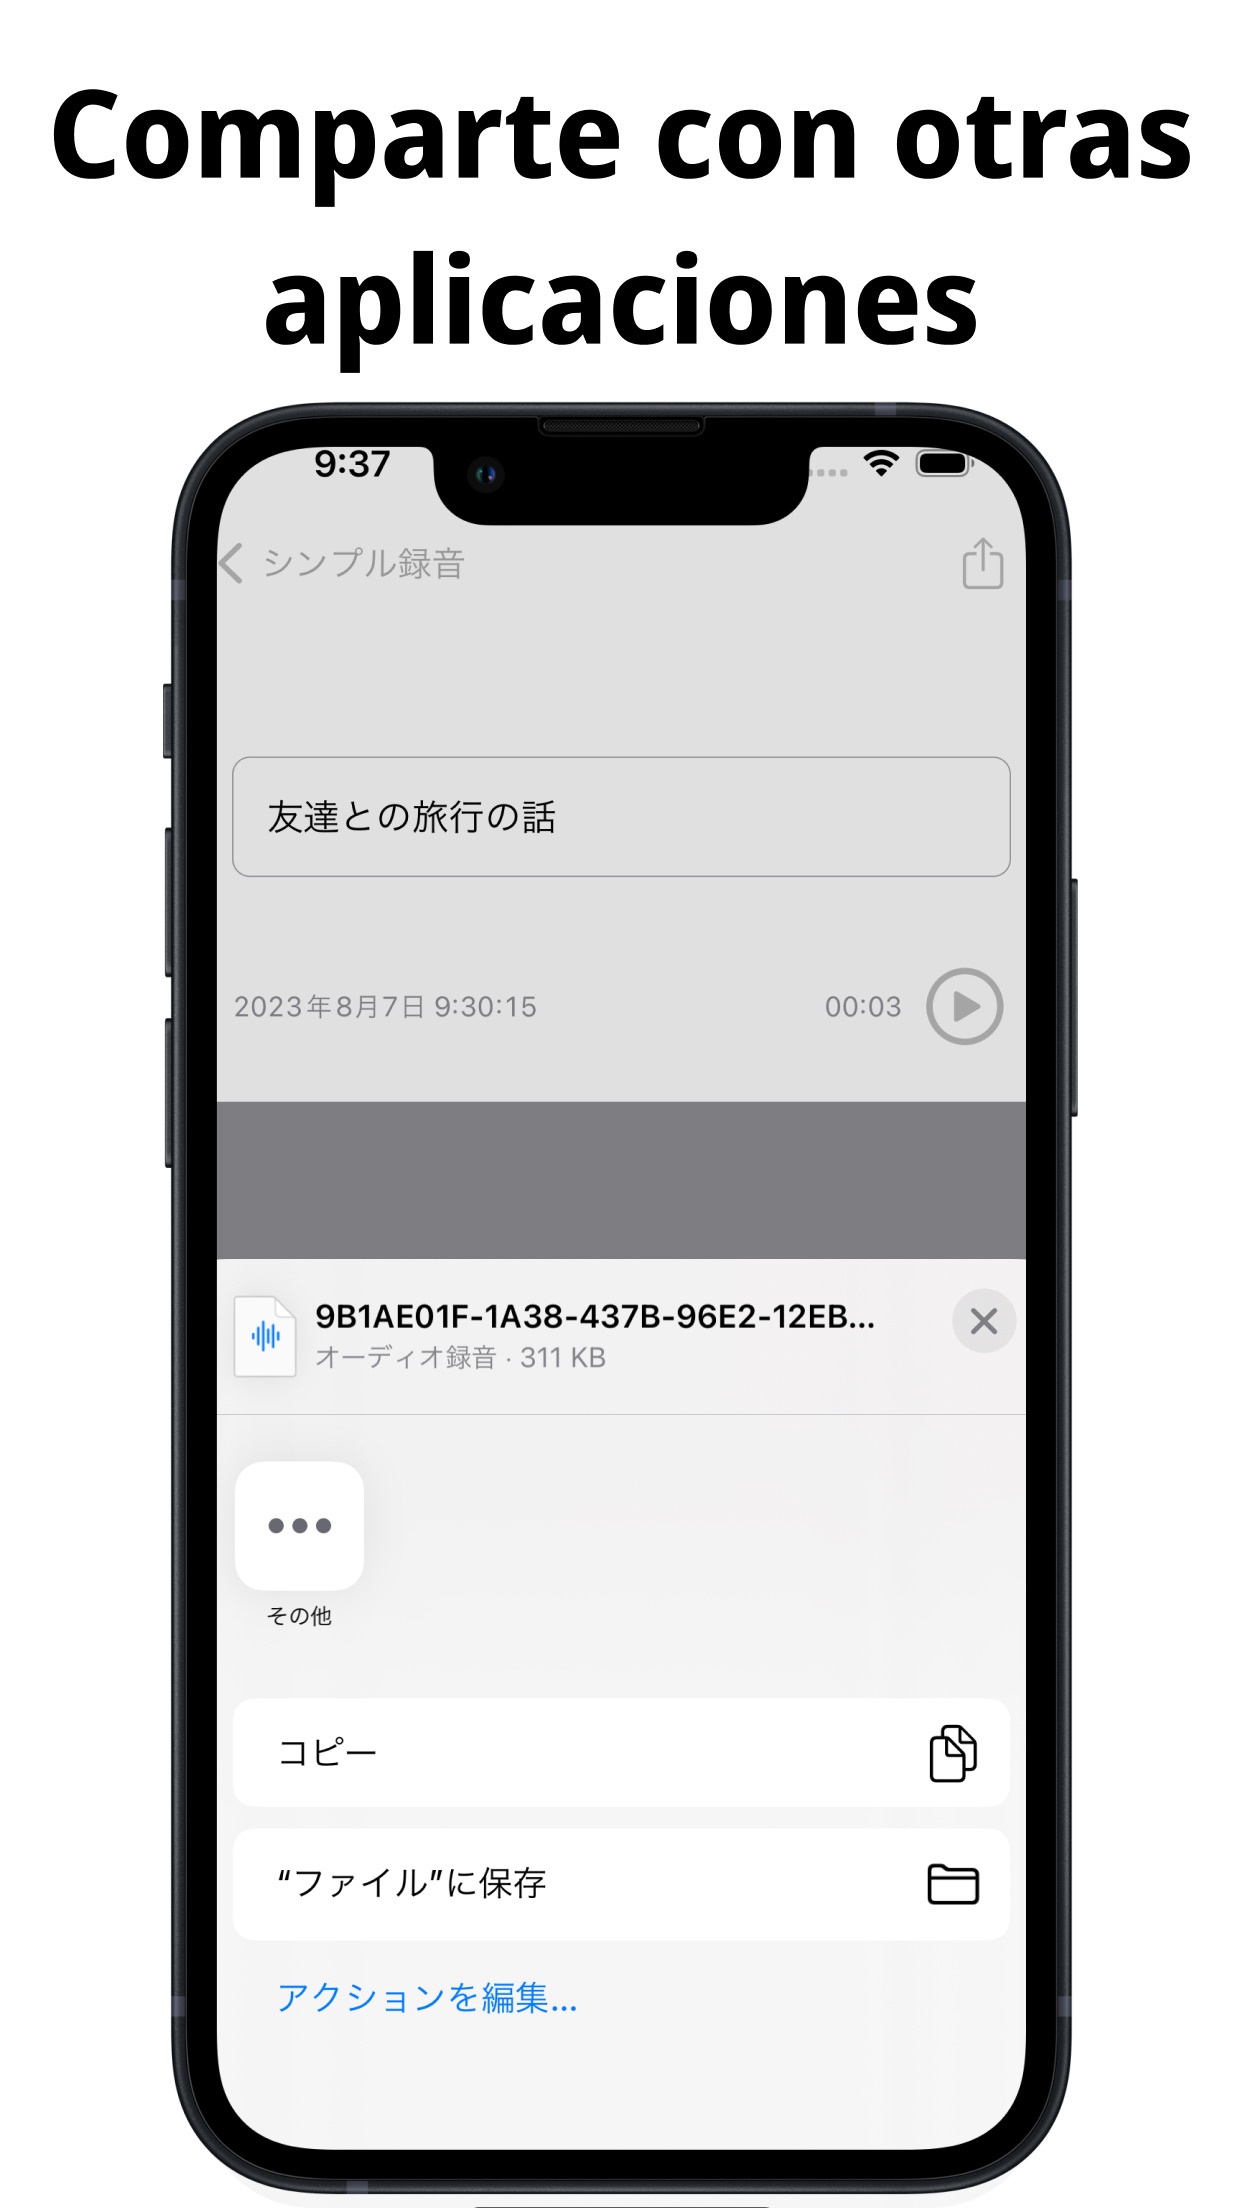 Comparte con otras
aplicaciones
9:37
シンプル録音
友達との旅行の話
2023年8月7日 9:30:15
00:03
9B1AE01F-1A38-437B-96E2-12EB...
オーディオ録音 · 311 KB
その他
コピー
“ファイル”に保存
アクションを編集...